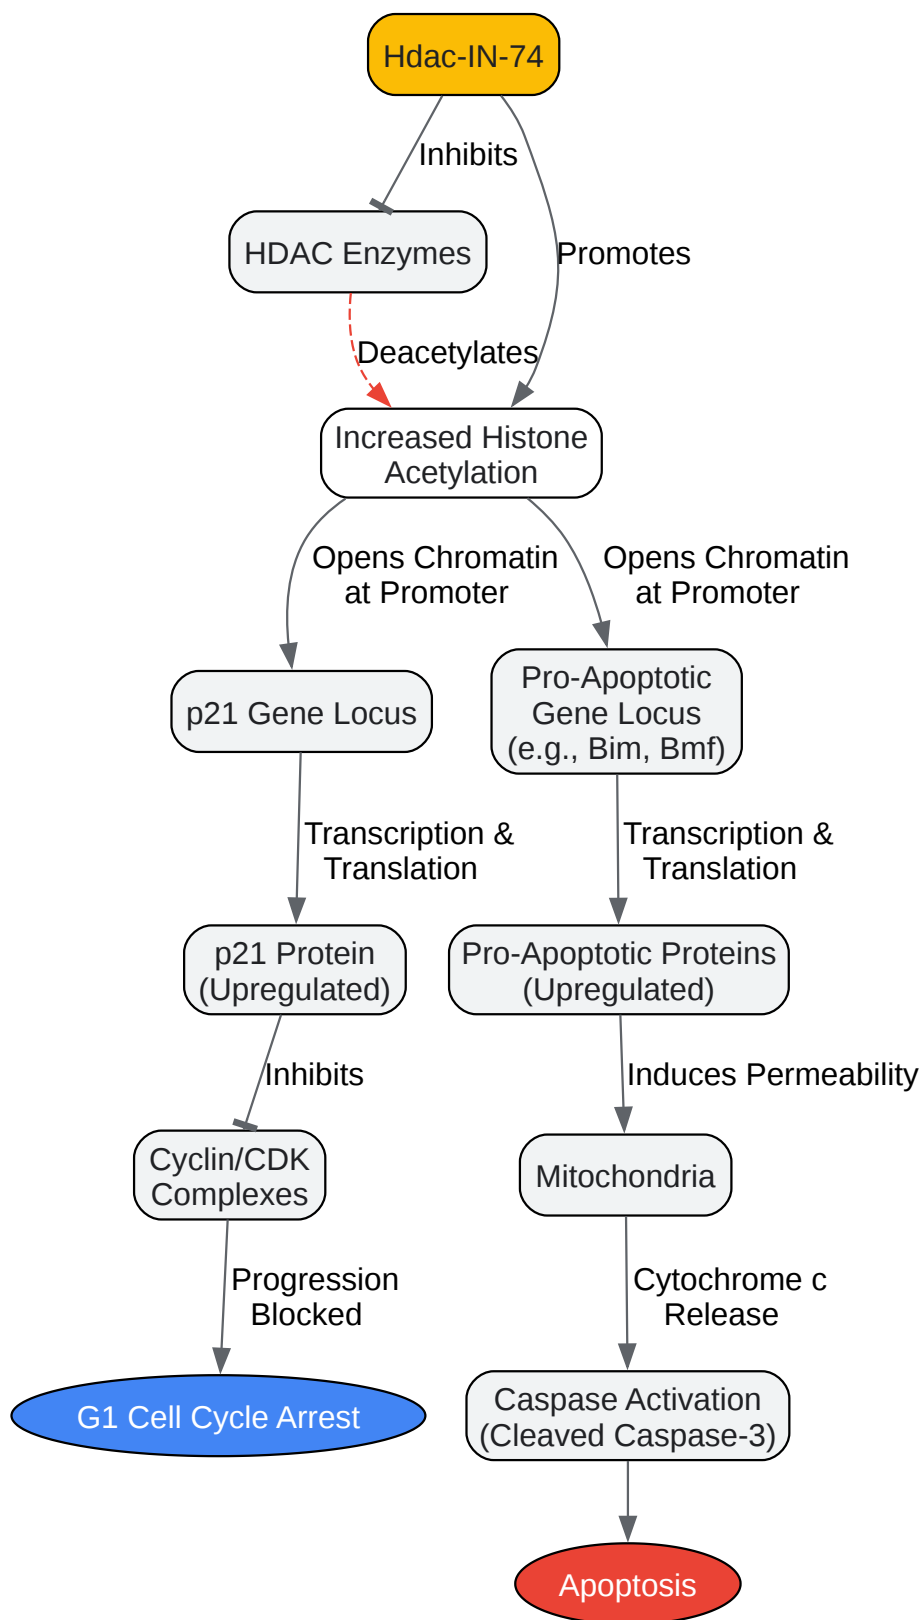 Hdac-IN-74
Inhibits
HDAC Enzymes
Promotes
Deacetylates
Increased Histone
Acetylation
Opens Chromatin
at Promoter
Opens Chromatin
at Promoter
p21 Gene Locus
Pro-Apoptotic
Gene Locus
(e.g., Bim, Bmf)
Transcription &
Translation
Transcription &
Translation
p21 Protein
(Upregulated)
Pro-Apoptotic Proteins
(Upregulated)
Inhibits
Induces Permeability
Cyclin/CDK
Complexes
Mitochondria
Progression
Blocked
Cytochrome c
Release
G1 Cell Cycle Arrest
Caspase Activation
(Cleaved Caspase-3)
Apoptosis